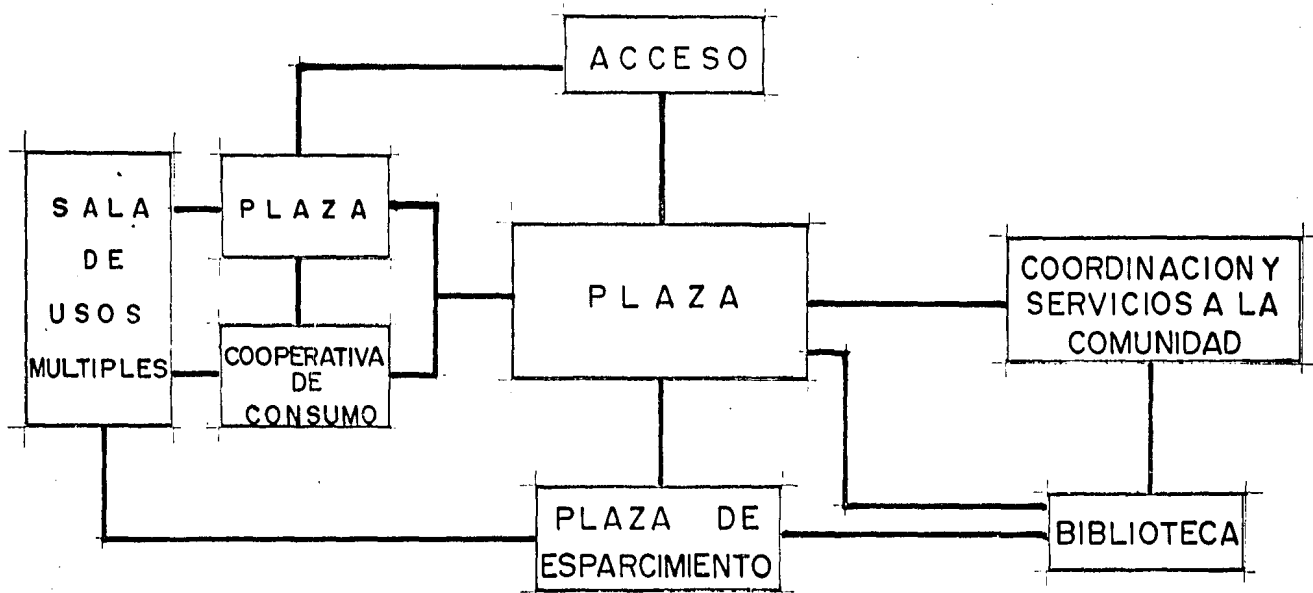 ACCESO
SALA
DE
USOS
MULTIPLES
PLAZA
COOPERATIVA
DE
CONSUMO
PLAZA
COORDINACION Y
SERVICIOS A LA
COMUNIDAD
PLAZA DE
ESPARCIMIENTO
BIBLIOTECA